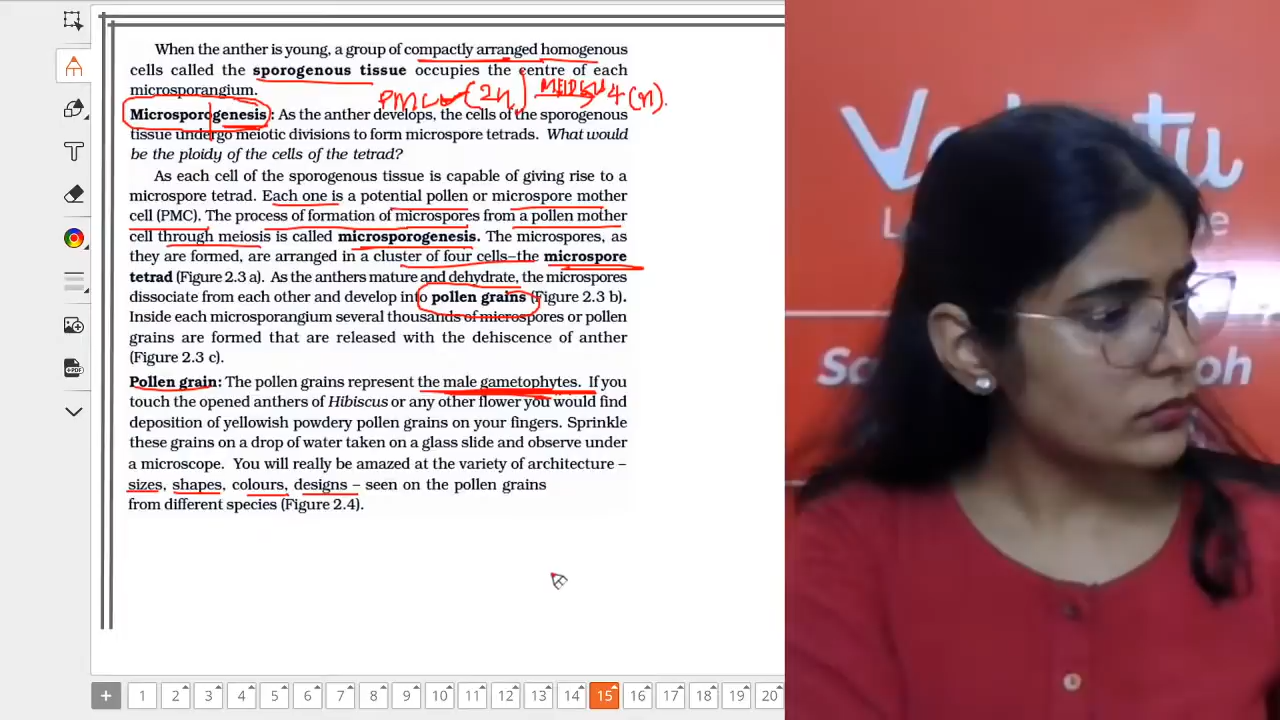 When the anther is young, a group of compactly arranged homogenous
cells called the sporogenous tissue occupies the centre of each
microsporangium.
PMC (2n) MEIOSIS 4 (n).
Microsporogenesis : As the anther develops, the cells of the sporogenous
tissue undergo meiotic divisions to form microspore tetrads. What would
be the ploidy of the cells of the tetrad?
As each cell of the sporogenous tissue is capable of giving rise to a
microspore tetrad. Each one is a potential pollen or microspore mother
cell (PMC). The process of formation of microspores from a pollen mother
cell through meiosis is called microsporogenesis. The microspores, as
they are formed, are arranged in a cluster of four cells–the microspore
tetrad (Figure 2.3 a). As the anthers mature and dehydrate, the microspores
dissociate from each other and develop into pollen grains (Figure 2.3 b).
Inside each microsporangium several thousands of microspores or pollen
grains are formed that are released with the dehiscence of anther
(Figure 2.3 c).
Pollen grain: The pollen grains represent the male gametophytes. If you
touch the opened anthers of Hibiscus or any other flower you would find
deposition of yellowish powdery pollen grains on your fingers. Sprinkle
these grains on a drop of water taken on a glass slide and observe under
a microscope. You will really be amazed at the variety of architecture –
sizes, shapes, colours, designs – seen on the pollen grains
from different species (Figure 2.4).
+ 1 2 3 4 5 6 7 8 9 10 11 12 13 14 15 16 17 18 19 20
PDF